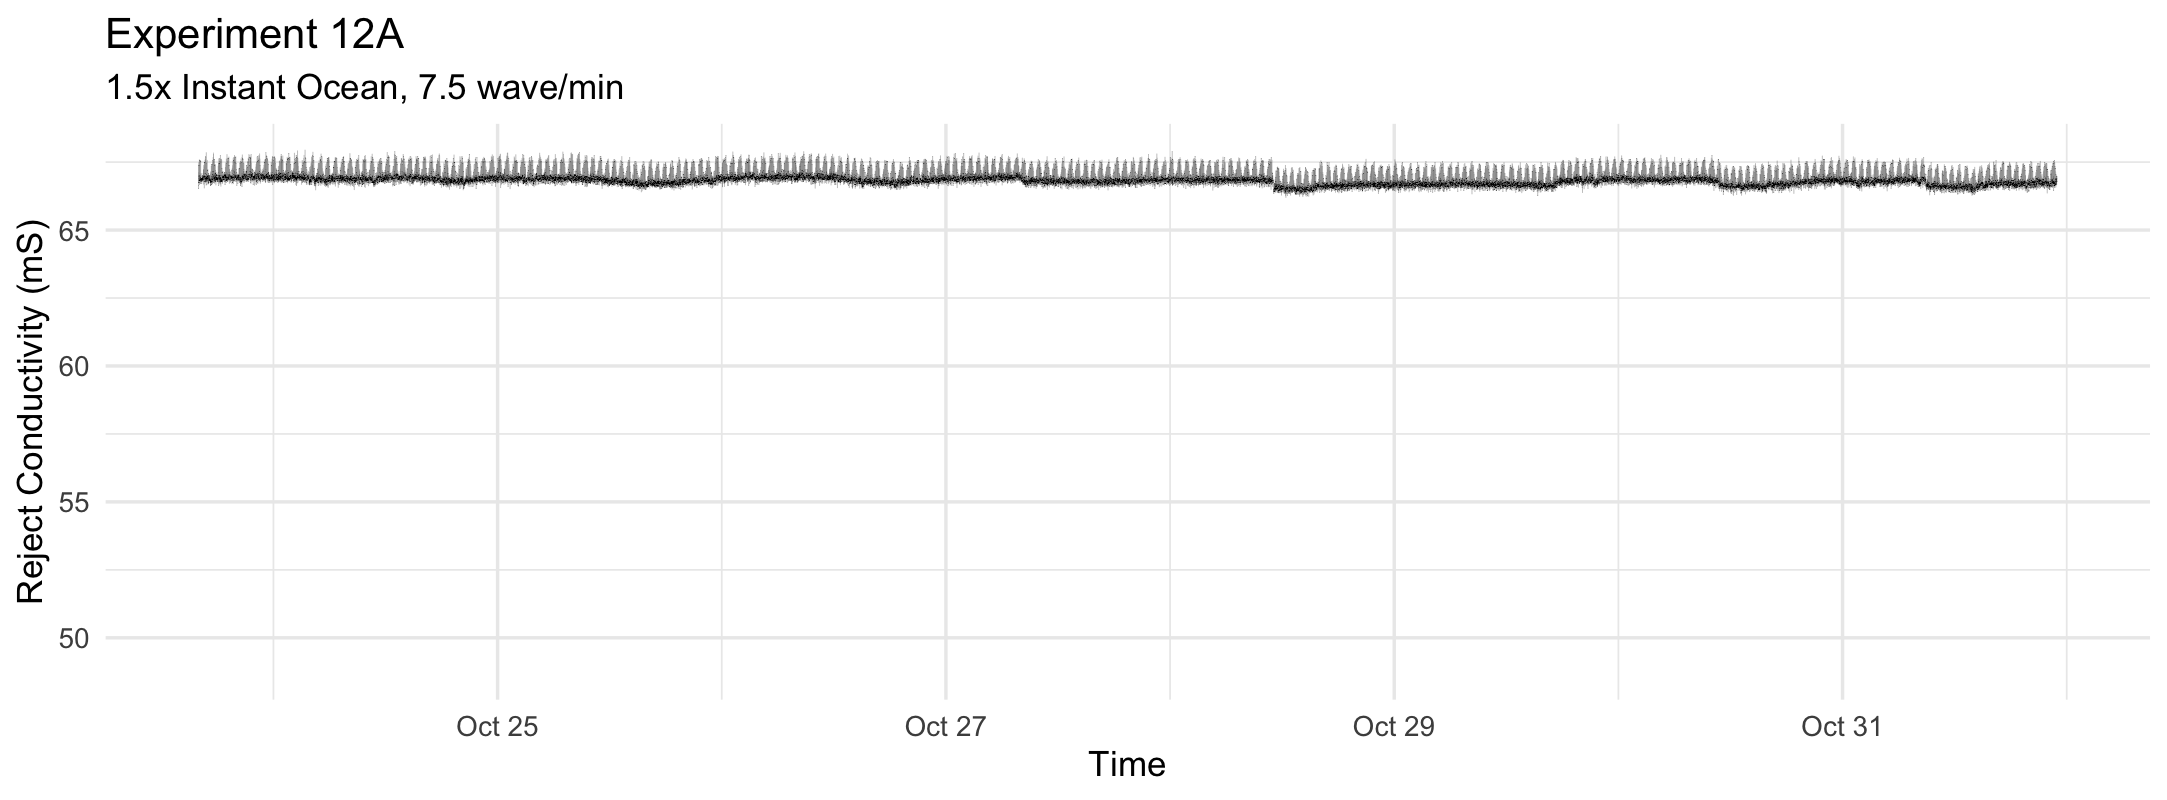 Experiment 12A
1.5x Instant Ocean, 7.5 wave/min
Reject Conductivity (mS)
65
60
55
50
Oct 25
Oct 27
Oct 29
Oct 31
Time